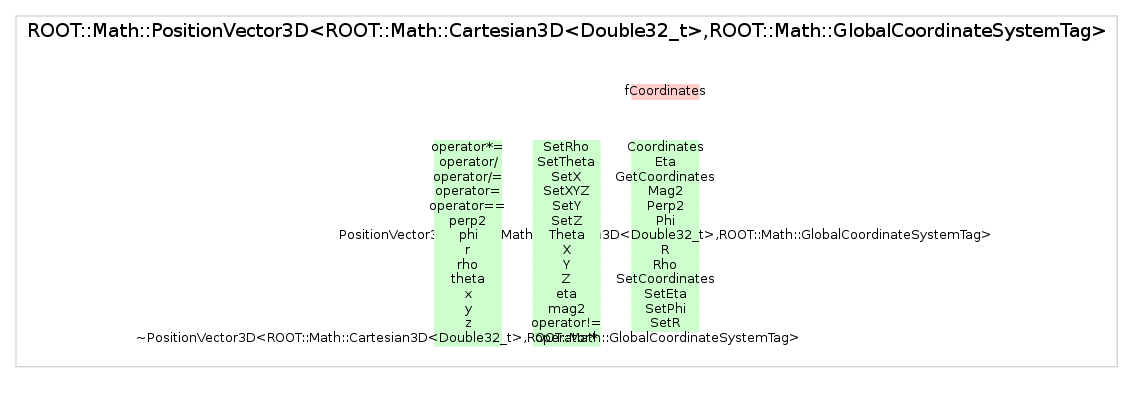 ROOT::Math::PositionVector3D<ROOT::Math::Cartesian3D<Double32_t>,ROOT::Math::GlobalCoordinateSystemTag>
fCoordinates
operator*=
operator/
operator/=
operator=
operator==
perp2
phi
r
rho
theta
x
y
z
~PositionVector3D<ROOT::Math::Cartesian3D<Double32_t>,ROOT::Math::GlobalCoordinateSystemTag>
SetRho
SetTheta
SetX
SetXYZ
SetY
SetZ
Theta
X
Y
Z
eta
mag2
operator!=
operator*
Coordinates
Eta
GetCoordinates
Mag2
Perp2
Phi
PositionVector3 Math 3D<Double32_t>,ROOT::Math::GlobalCoordinateSystemTag>
R
Rho
SetCoordinates
SetEta
SetPhi
SetR